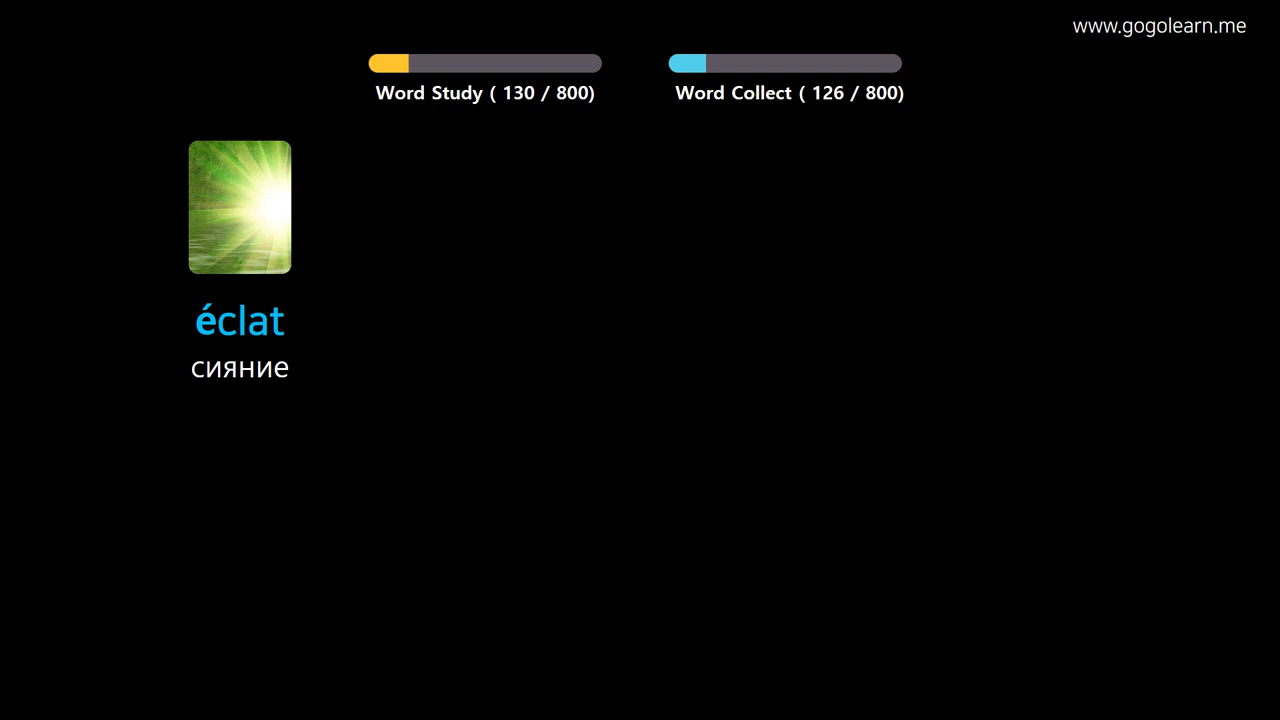 www.gogolearn.me
Word Study ( 130 / 800)
Word Collect ( 126 / 800)
éclat
сияние